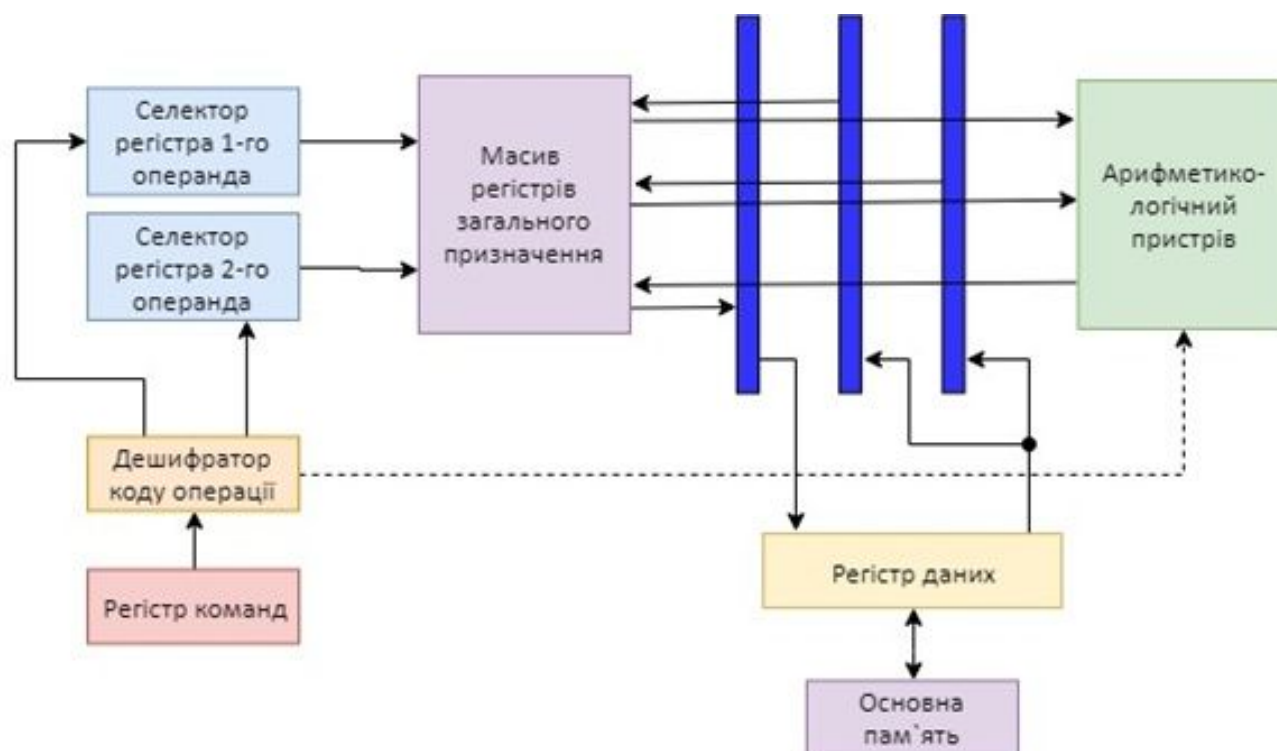 Селектор
регістра 1-го
операнда
Селектор
регістра 2-го
операнда
Масив
регістрів
загального
призначення
Арифметико-
логічний
пристрів
Дешифратор
коду операції
Регістр команд
Регістр даних
Основна
пам`ять